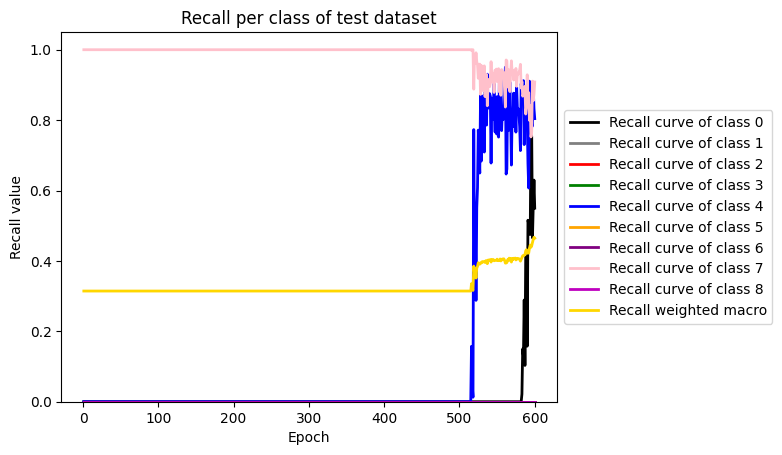 Recall per class of test dataset
Recall value
1.0
0.8
0.6
0.4
0.2
0.0
0 100 200 300 400 500 600
Epoch
Recall curve of class 0
Recall curve of class 1
Recall curve of class 2
Recall curve of class 3
Recall curve of class 4
Recall curve of class 5
Recall curve of class 6
Recall curve of class 7
Recall curve of class 8
Recall weighted macro